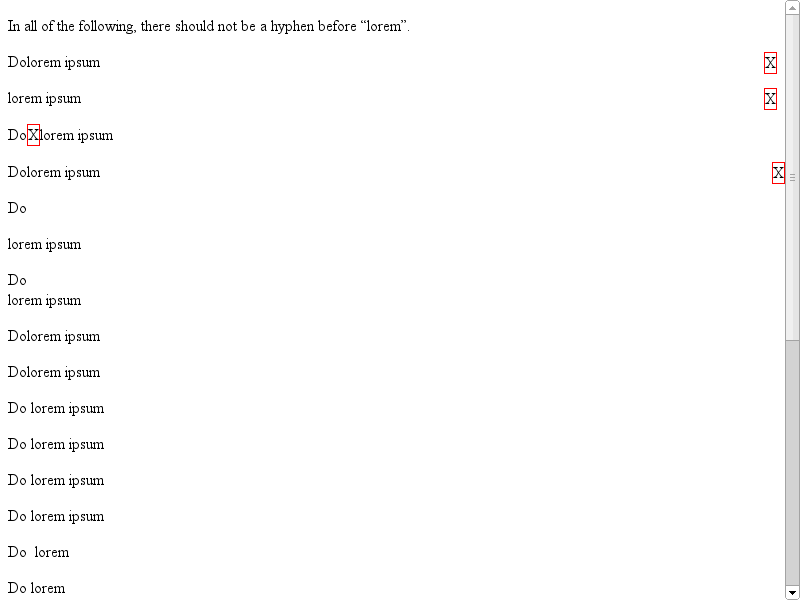 In all of the following, there should not be a hyphen before “lorem”.
Dolorem ipsum X
lorem ipsum X
DoXlorem ipsum
Dolorem ipsum X
Do
lorem ipsum
Do
lorem ipsum
Dolorem ipsum
Dolorem ipsum
Do lorem ipsum
Do lorem ipsum
Do lorem ipsum
Do lorem ipsum
Do  lorem
Do lorem